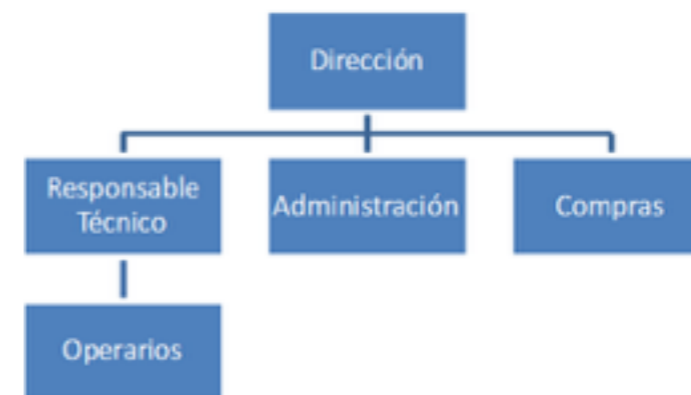 Dirección
Responsable
Técnico
Administración
Compras
Operarios